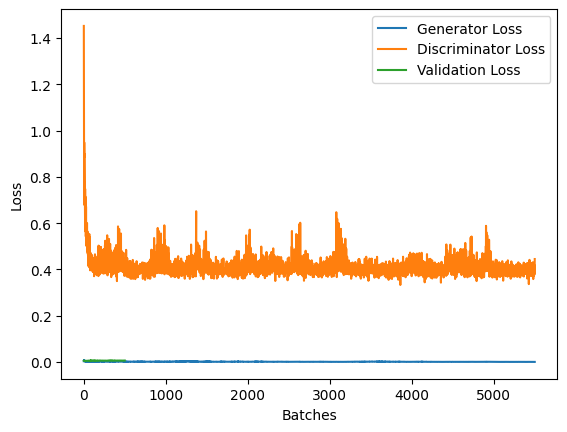 Generator Loss
Discriminator Loss
Validation Loss
1.4
1.2
1.0
0.8
0.6
0.4
0.2
0.0
Loss
0 1000 2000 3000 4000 5000
Batches